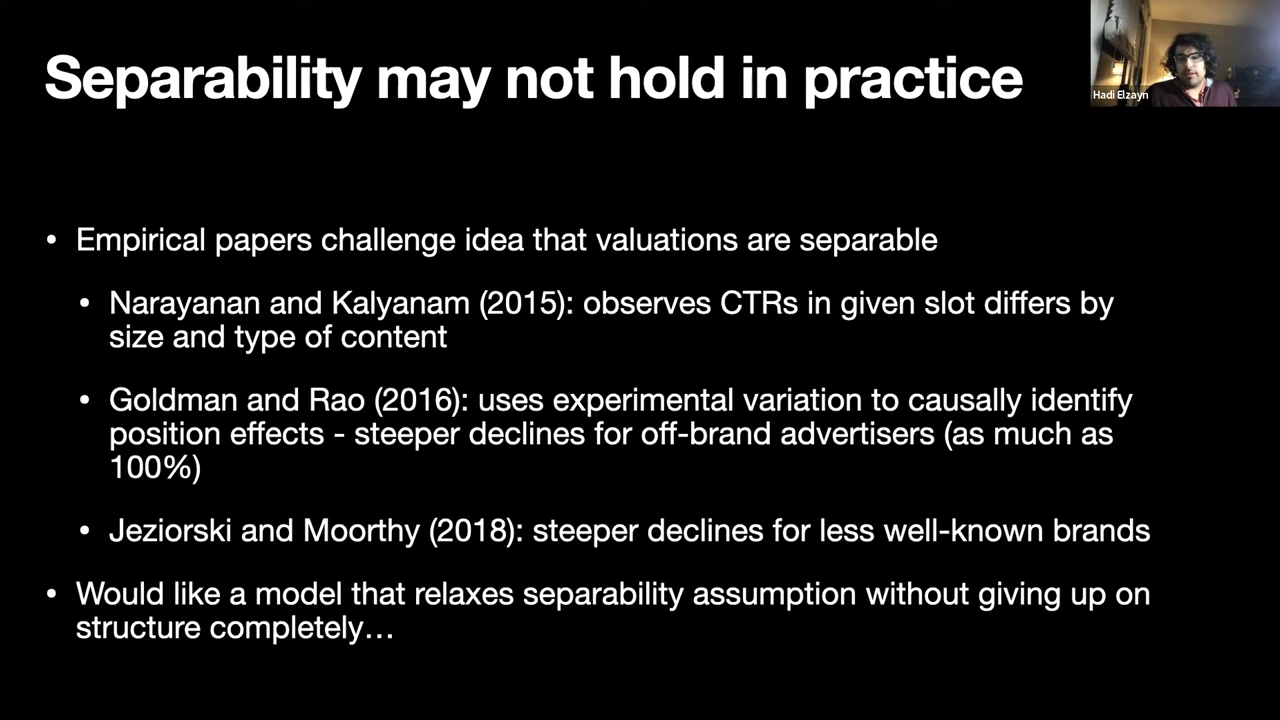 Separability may not hold in practice
Hadi Elzayn
• Empirical papers challenge idea that valuations are separable
• Narayanan and Kalyanam (2015): observes CTRs in given slot differs by
size and type of content
• Goldman and Rao (2016): uses experimental variation to causally identify
position effects - steeper declines for off-brand advertisers (as much as
100%)
• Jeziorski and Moorthy (2018): steeper declines for less well-known brands
• Would like a model that relaxes separability assumption without giving up on
structure completely…